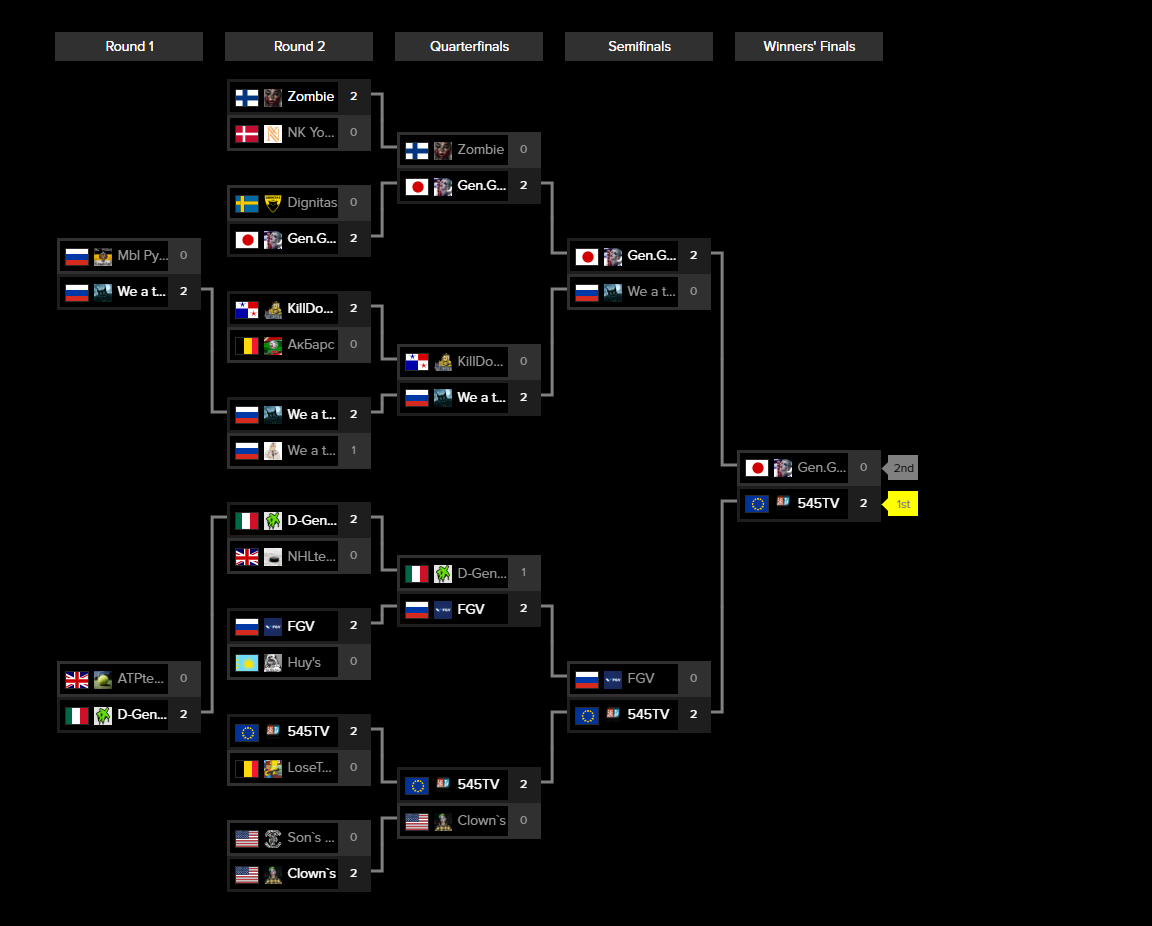 Round 1
Round 2
Quarterfinals
Semifinals
Winners' Finals
Zombie 2
NK Yo... 0
Dignitas 0
Gen.G... 2
Mbl Py... 0
We a t... 2
KillDo... 2
АкБарс 0
We a t... 2
We a t... 1
D-Gen... 2
NHLte... 0
FGV 2
Huy's 0
ATPte... 0
D-Gen... 2
545TV 2
LoseT... 0
Son`s ... 0
Clown`s 2
Zombie 0
Gen.G... 2
KillDo... 0
We a t... 2
D-Gen... 1
FGV 2
545TV 2
Clown`s 0
Gen.G... 2
We a t... 0
FGV 0
545TV 2
Gen.G... 0 2nd
545TV 2 1st